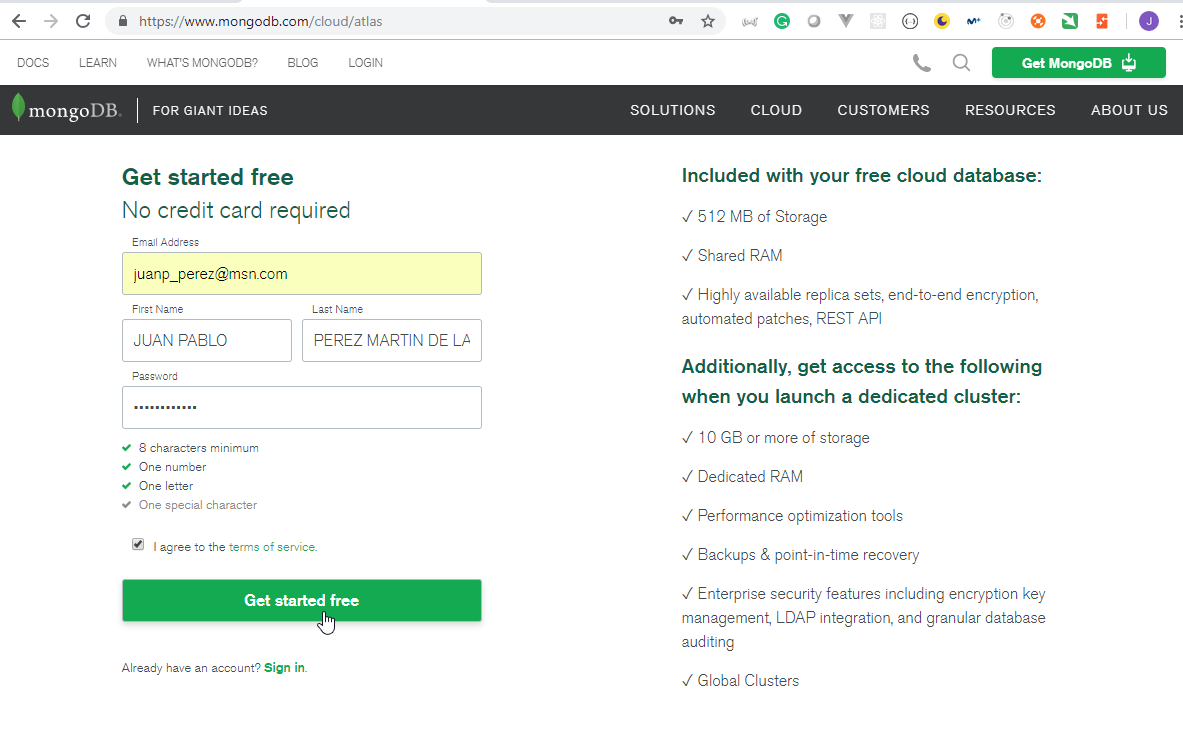 https://www.mongodb.com/cloud/atlas
J
DOCS LEARN WHAT'S MONGODB? BLOG LOGIN
Get MongoDB
mongoDB. FOR GIANT IDEAS
SOLUTIONS CLOUD CUSTOMERS RESOURCES ABOUT US
Get started free
No credit card required
Email Address
juanp_perez@msn.com
First Name Last Name
JUAN PABLO PEREZ MARTIN DE LA
Password
••••••••••••
✓ 8 characters minimum
✓ One number
✓ One letter
✓ One special character
I agree to the terms of service.
Get started free
Already have an account? Sign in.
Included with your free cloud database:
✓ 512 MB of Storage
✓ Shared RAM
✓ Highly available replica sets, end-to-end encryption,
automated patches, REST API
Additionally, get access to the following
when you launch a dedicated cluster:
✓ 10 GB or more of storage
✓ Dedicated RAM
✓ Performance optimization tools
✓ Backups & point-in-time recovery
✓ Enterprise security features including encryption key
management, LDAP integration, and granular database
auditing
✓ Global Clusters